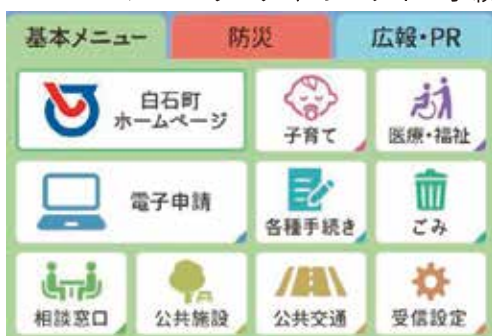 基本メニュー
防災
広報・PR
白石町
ホームページ
子育て
医療・福祉
電子申請
各種手続き
ごみ
相談窓口
公共施設
公共交通
受信設定